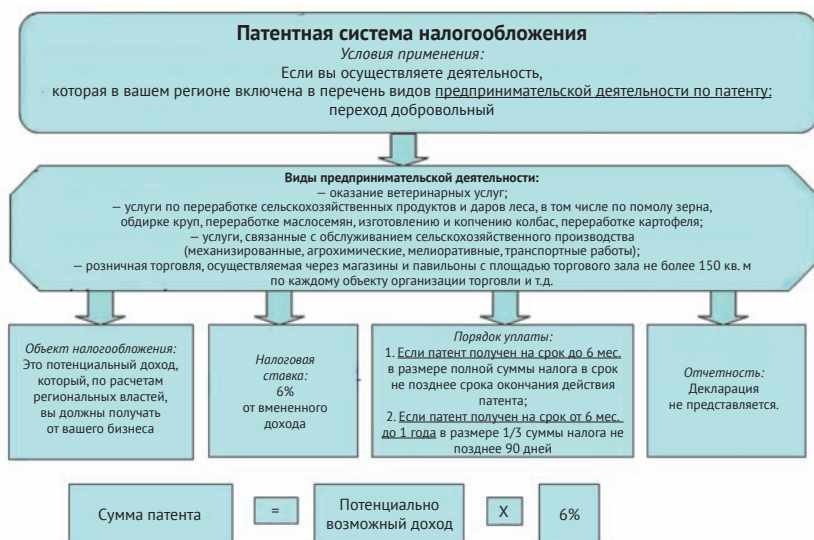 Патентная система налогообложения
Условия применения:
Если вы осуществляете деятельность,
которая в вашем регионе включена в перечень видов предпринимательской деятельности по патенту:
переход добровольный
Виды предпринимательской деятельности:
— оказание ветеринарных услуг;
— услуги по переработке сельскохозяйственных продуктов и даров леса, в том числе по помолу зерна,
обдирке круп, переработке маслосемян, изготовлению и копчению колбас, переработке картофеля;
— услуги, связанные с обслуживанием сельскохозяйственного производства
(механизированные, агрохимические, мелиоративные, транспортные работы);
— розничная торговля, осуществляемая через магазины и павильоны с площадью торгового зала не более 150 кв. м
по каждому объекту организации торговли и т.д.
Объект налогообложения:
Это потенциальный доход,
который, по расчетам
региональных властей,
вы должны получать
от вашего бизнеса
Налоговая
ставка:
6%
от вмененного
дохода
Порядок уплаты:
1. Если патент получен на срок до 6 мес.
в размере полной суммы налога в срок
не позднее срока окончания действия
патента;
2. Если патент получен на срок от 6 мес.
до 1 года в размере 1/3 суммы налога не
позднее 90 дней
Отчетность:
Декларация
не представляется.
Сумма патента
=
Потенциально
возможный доход
X
6%